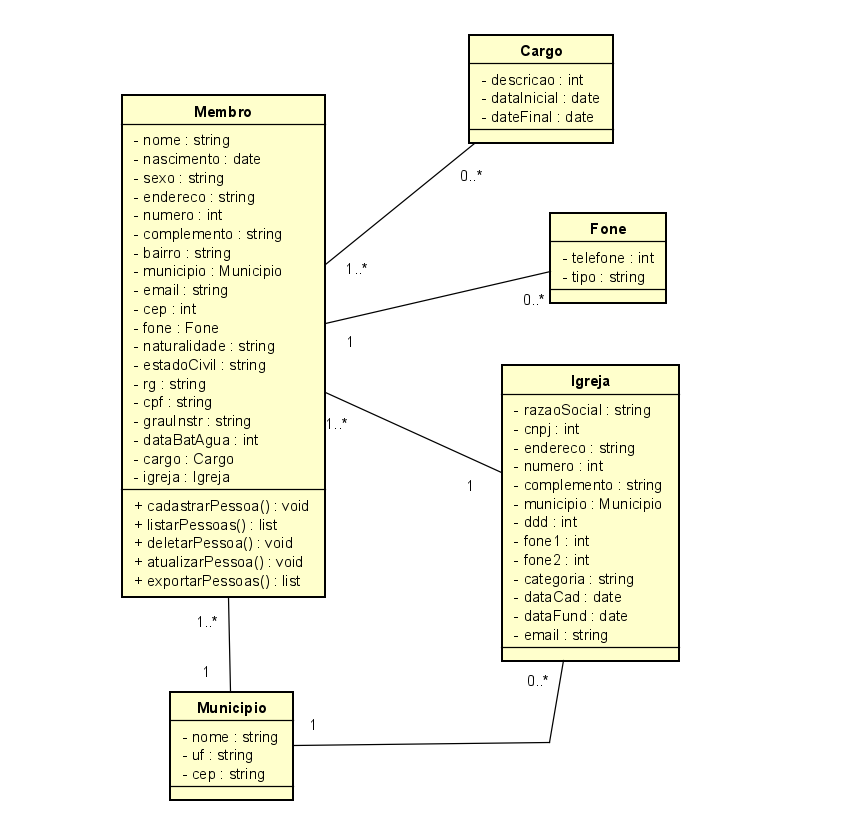 Cargo
- descricao : int
- dataInicial : date
- dateFinal : date
0..*
Membro
- nome : string
- nascimento : date
- sexo : string
- endereco : string
- numero : int
- complemento : string
- bairro : string
- municipio : Municipio
- email : string
- cep : int
- fone : Fone
- naturalidade : string
- estadoCivil : string
- rg : string
- cpf : string
- grauInstr : string
- dataBatAgua : int
- cargo : Cargo
- igreja : Igreja
+ cadastrarPessoa() : void
+ listarPessoas() : list
+ deletarPessoa() : void
+ atualizarPessoa() : void
+ exportarPessoas() : list
1..*
Fone
- telefone : int
- tipo : string
0..*
1
1..*
1
Igreja
- razaoSocial : string
- cnpj : int
- endereco : string
- numero : int
- complemento : string
- municipio : Municipio
- ddd : int
- fone1 : int
- fone2 : int
- categoria : string
- dataCad : date
- dataFund : date
- email : string
0..*
1..*
1
Municipio
- nome : string
- uf : string
- cep : string
1